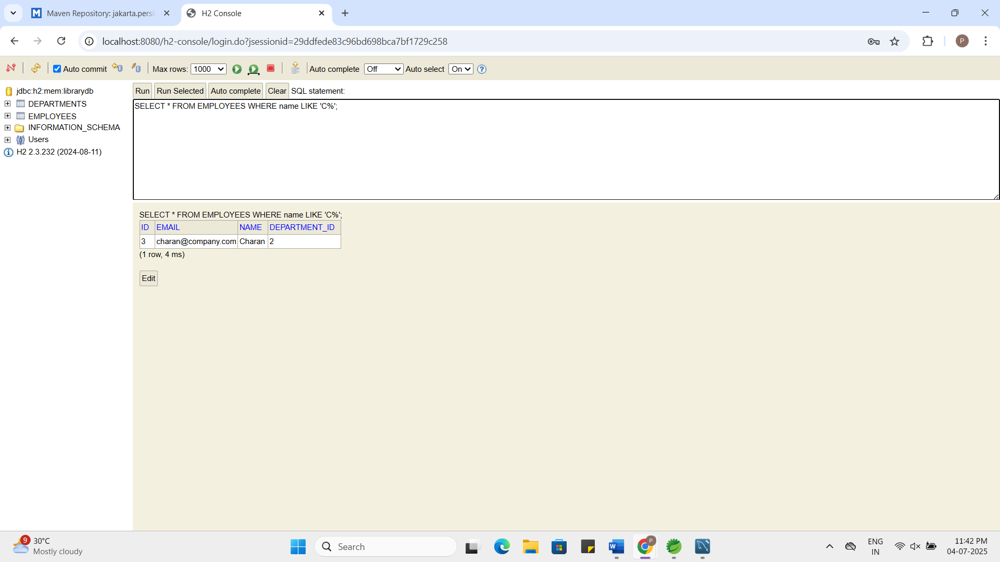 Maven Repository: jakarta.persis
H2 Console
localhost:8080/h2-console/login.do?jsessionid=29ddfede83c96bd698bca7bf1729c258
P
Auto commit Max rows: 1000 Auto complete Off Auto select On
jdbc:h2:mem:librarydb
DEPARTMENTS
EMPLOYEES
INFORMATION_SCHEMA
Users
H2 2.3.232 (2024-08-11)
Run Run Selected Auto complete Clear SQL statement:
SELECT * FROM EMPLOYEES WHERE name LIKE 'C%';
SELECT * FROM EMPLOYEES WHERE name LIKE 'C%';
ID EMAIL NAME DEPARTMENT_ID
3 charan@company.com Charan 2
(1 row, 4 ms)
Edit
9
30°C
Mostly cloudy
Search
P
ENG
IN
11:42 PM
04-07-2025